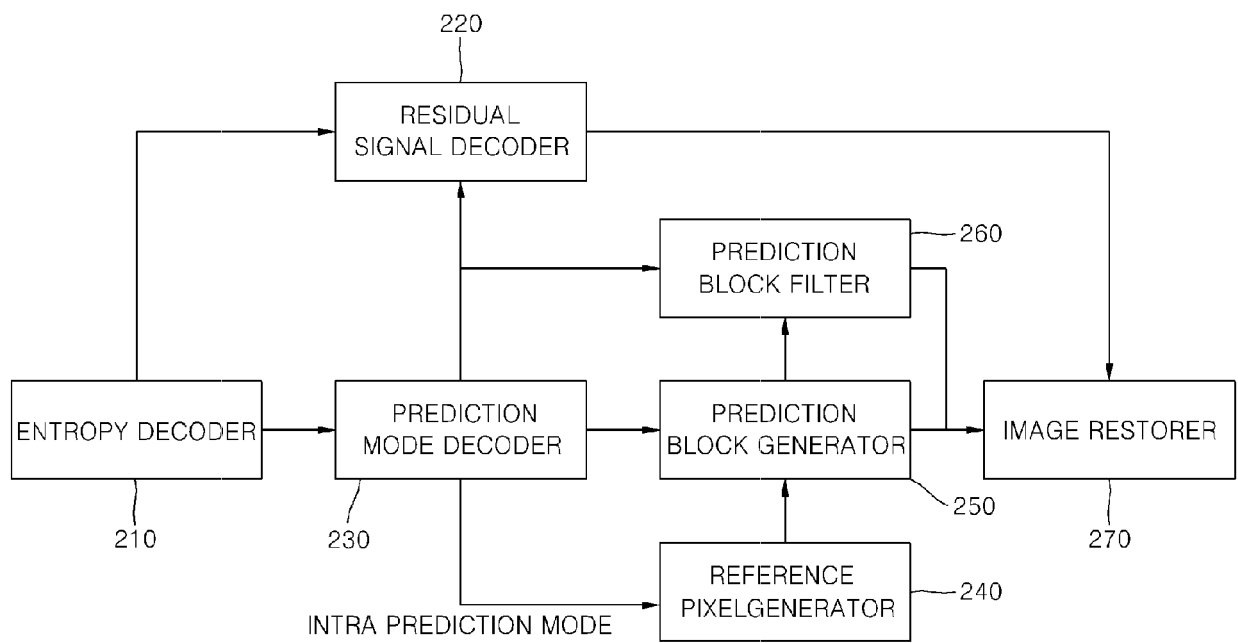 220
RESIDUAL
SIGNAL DECODER
260
PREDICTION
BLOCK FILTER
ENTROPY DECODER
PREDICTION
MODE DECODER
PREDICTION
BLOCK GENERATOR
IMAGE RESTORER
210
230
250
270
REFERENCE
PIXELGENERATOR
240
INTRA PREDICTION MODE